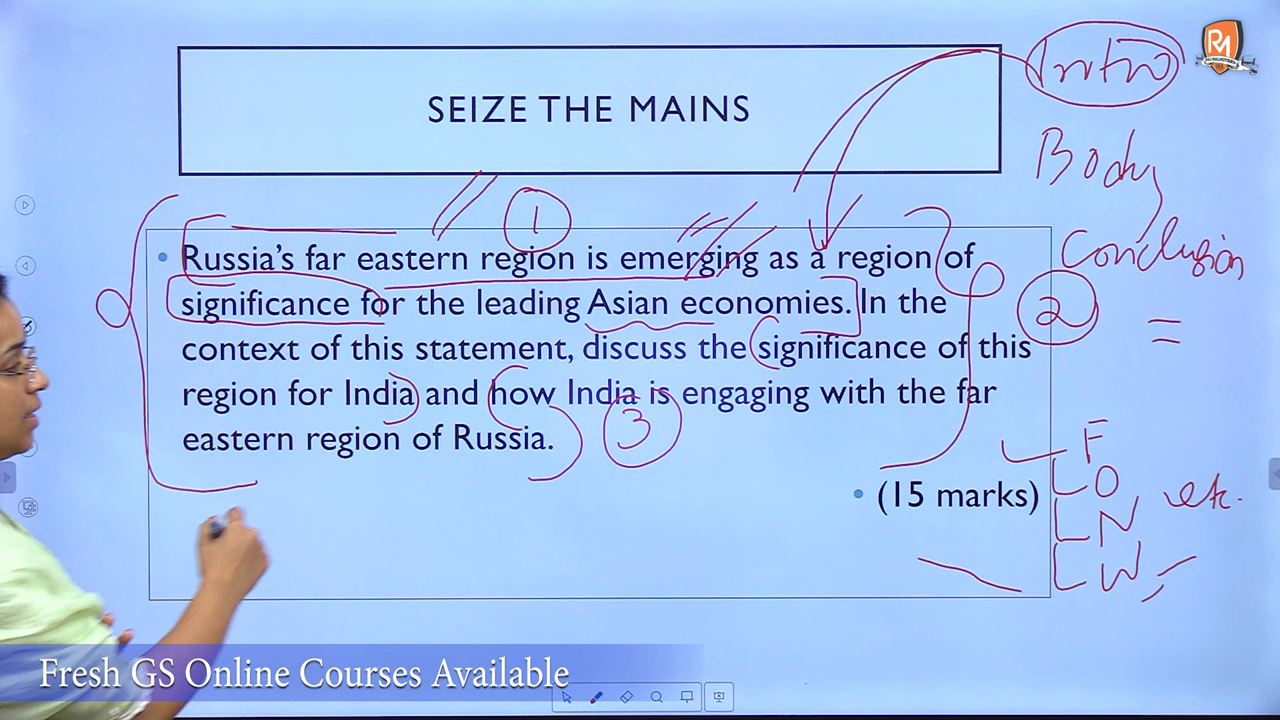 SEIZE THE MAINS
Intro
Body
Conclusion
1
• Russia's far eastern region is emerging as a region of
significance for the leading Asian economies. In the
context of this statement, discuss the significance of this
region for India and how India is engaging with the far
eastern region of Russia.
2
3
• (15 marks)
F
O
N
W
etc.
RM
Fresh GS Online Courses Available